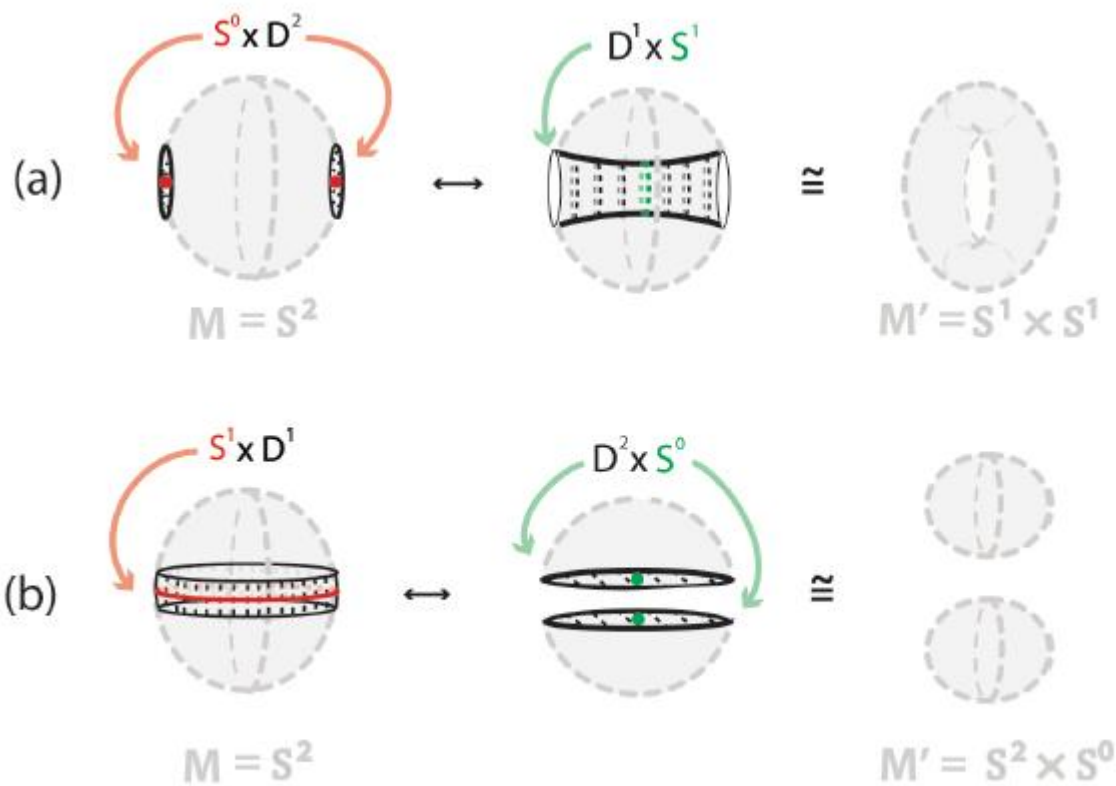 S⁰ x D²
D¹ x S¹
(a)
↔
≅
M = S²
M′ = S¹ × S¹
S¹ x D¹
D² x S⁰
(b)
↔
≅
M = S²
M′ = S² × S⁰